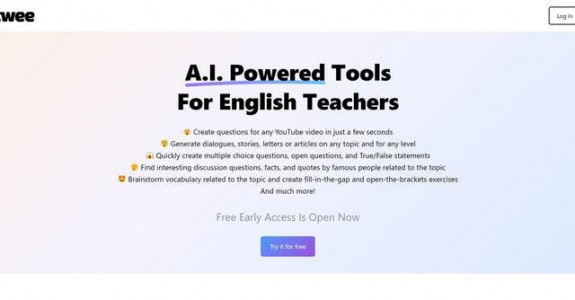 twee
Log in
A.I. Powered Tools
For English Teachers
😮 Create questions for any YouTube video in just a few seconds
😲 Generate dialogues, stories, letters or articles on any topic and for any level
😱 Quickly create multiple choice questions, open questions, and True/False statements
🤔 Find interesting discussion questions, facts, and quotes by famous people related to the topic
🤩 Brainstorm vocabulary related to the topic and create fill-in-the-gap and open-the-brackets exercises
And much more!
Free Early Access Is Open Now
Try it for free